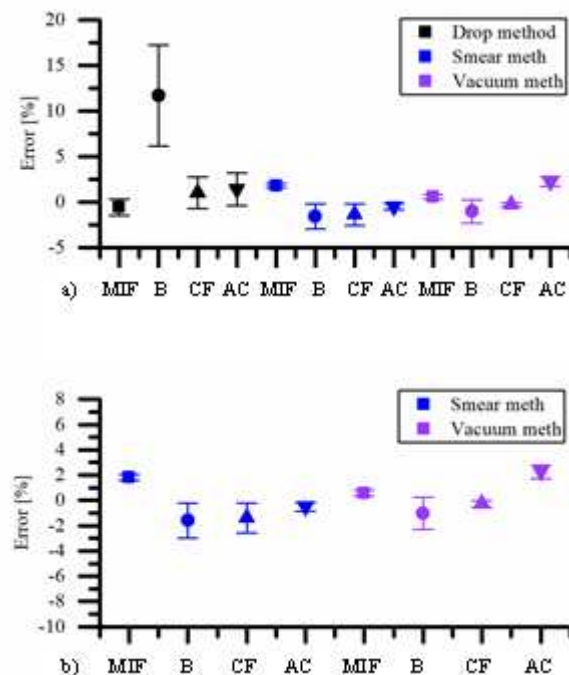 20
15
10
5
0
-5
Error [%]
Drop method
Smear meth
Vacuum meth
a) MIF B CF AC MIF B CF AC MIF B CF AC
8
6
4
2
0
-2
-4
-6
-8
-10
Error [%]
Smear meth
Vacuum meth
b) MIF B CF AC MIF B CF AC